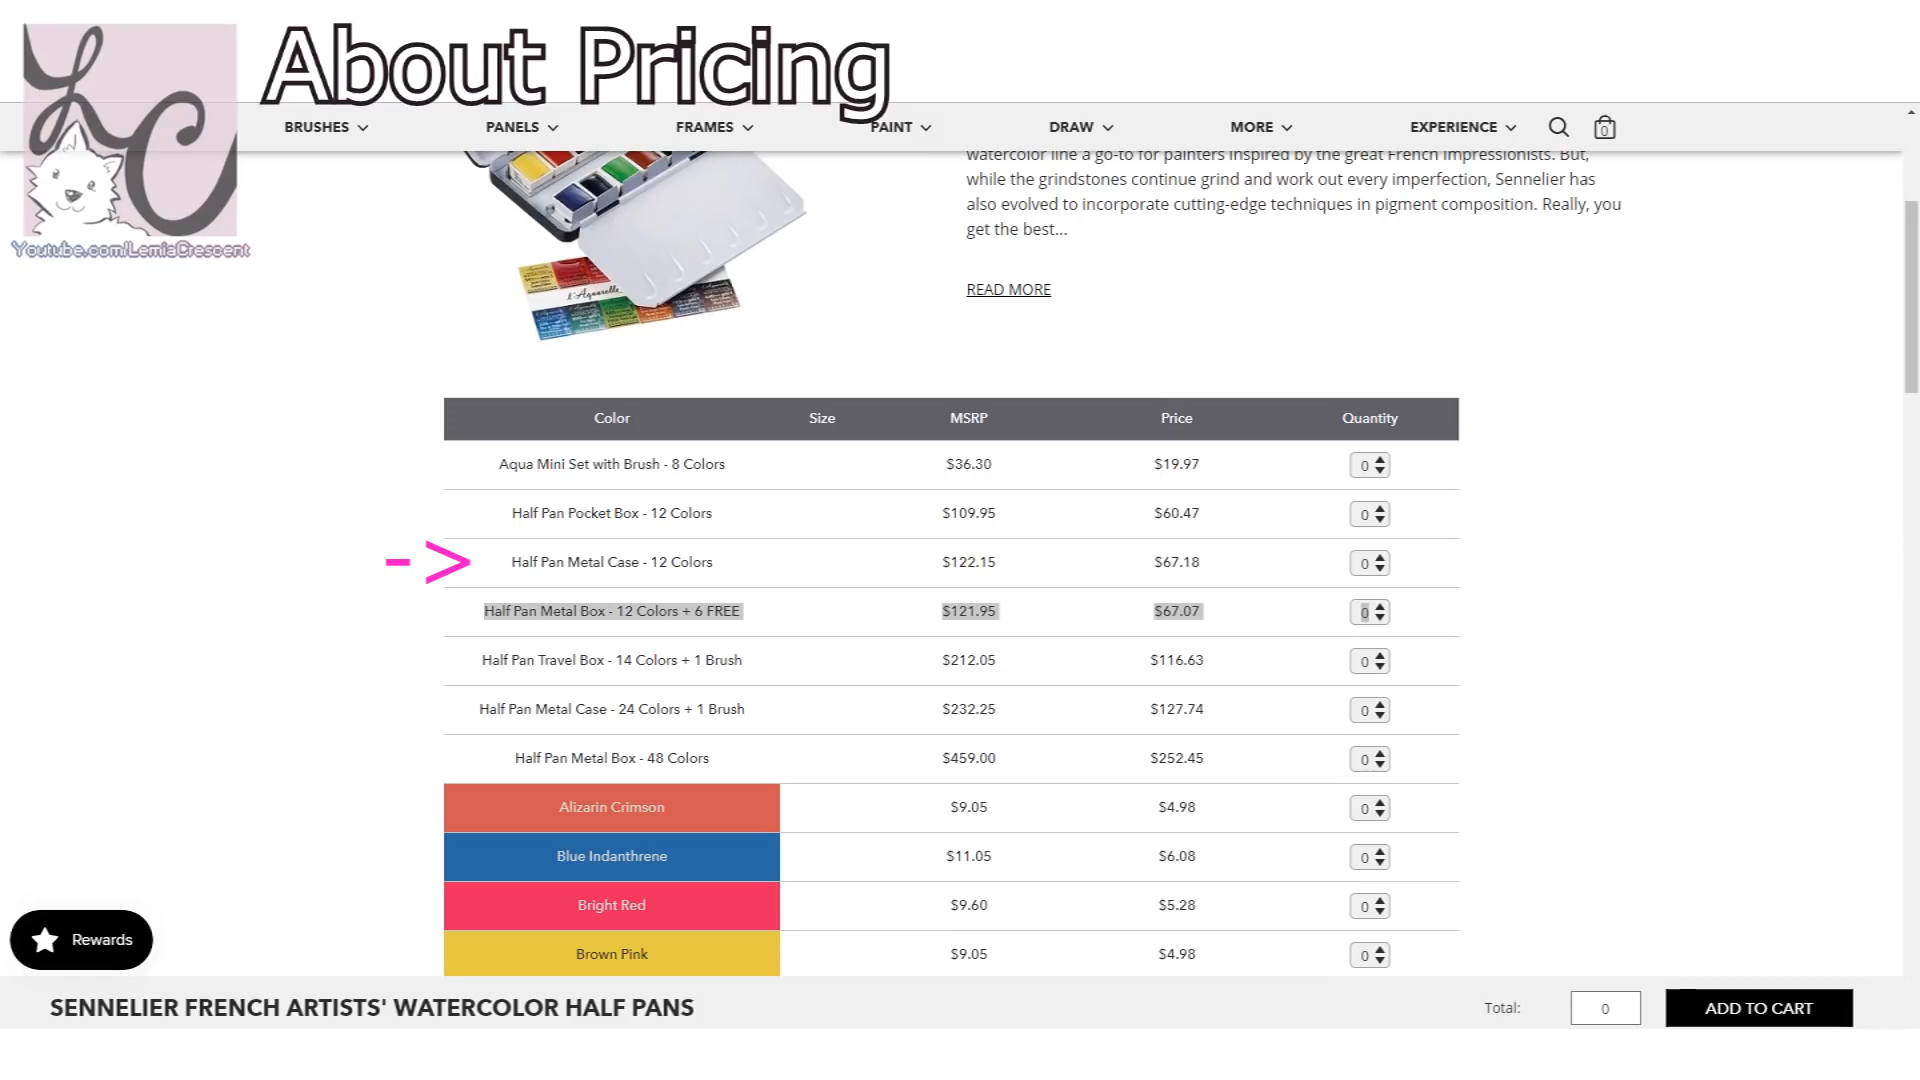 About Pricing
LC
Youtube.com/LemiaCrescent
BRUSHES PANELS FRAMES PAINT DRAW MORE EXPERIENCE 0
watercolor line a go-to for painters inspired by the great French Impressionists. But,
while the grindstones continue grind and work out every imperfection, Sennelier has
also evolved to incorporate cutting-edge techniques in pigment composition. Really, you
get the best...
READ MORE
l'Aquarelle
Color Size MSRP Price Quantity
Aqua Mini Set with Brush - 8 Colors $36.30 $19.97 0
Half Pan Pocket Box - 12 Colors $109.95 $60.47 0
-> Half Pan Metal Case - 12 Colors $122.15 $67.18 0
Half Pan Metal Box - 12 Colors + 6 FREE $121.95 $67.07 0
Half Pan Travel Box - 14 Colors + 1 Brush $212.05 $116.63 0
Half Pan Metal Case - 24 Colors + 1 Brush $232.25 $127.74 0
Half Pan Metal Box - 48 Colors $459.00 $252.45 0
Alizarin Crimson $9.05 $4.98 0
Blue Indanthrene $11.05 $6.08 0
Bright Red $9.60 $5.28 0
Brown Pink $9.05 $4.98 0
Rewards
SENNELIER FRENCH ARTISTS' WATERCOLOR HALF PANS Total: 0 ADD TO CART